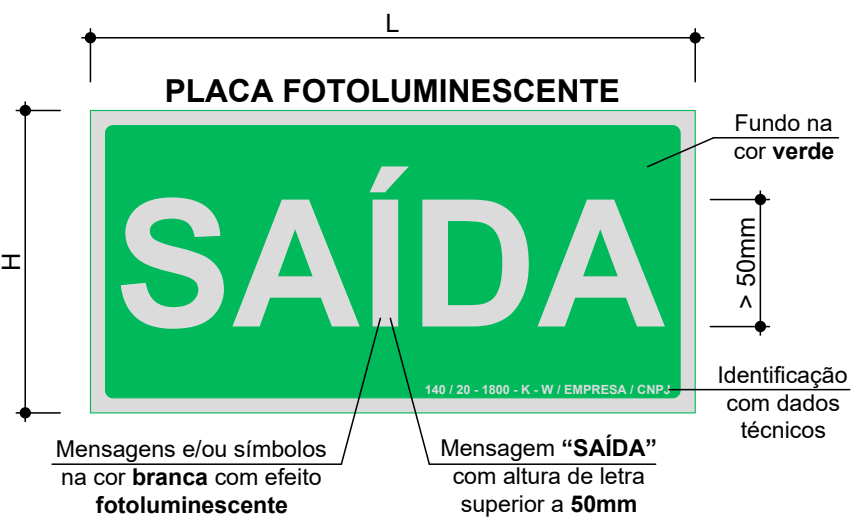 L
PLACA FOTOLUMINESCENTE
Fundo na
cor verde
H
SAÍDA
> 50mm
140 / 20 - 1800 - K - W / EMPRESA / CNPJ
Identificação
com dados
técnicos
Mensagens e/ou símbolos
na cor branca com efeito
fotoluminescente
Mensagem “SAÍDA”
com altura de letra
superior a 50mm